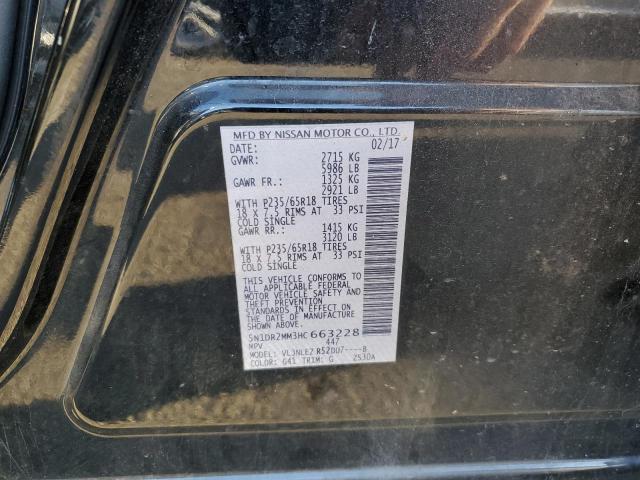 MFD BY NISSAN MOTOR CO., LTD.
DATE: 02/17
GVWR: 2715 KG
5986 LB
GAWR FR.: 1325 KG
2921 LB
WITH P235/65R18 TIRES
18 X 7.5 RIMS AT 33 PSI
COLD SINGLE
GAWR RR.: 1415 KG
3120 LB
WITH P235/65R18 TIRES
18 X 7.5 RIMS AT 33 PSI
COLD SINGLE
THIS VEHICLE CONFORMS TO
ALL APPLICABLE FEDERAL
MOTOR VEHICLE SAFETY AND
THEFT PREVENTION
STANDARDS IN EFFECT ON THE
DATE OF MANUFACTURE
SHOWN ABOVE.
5N1DR2MM3HC663228
MPV 447
MODEL: VL3NLEZ R52DU7----B
COLOR: G41 TRIM: G 2S3DA